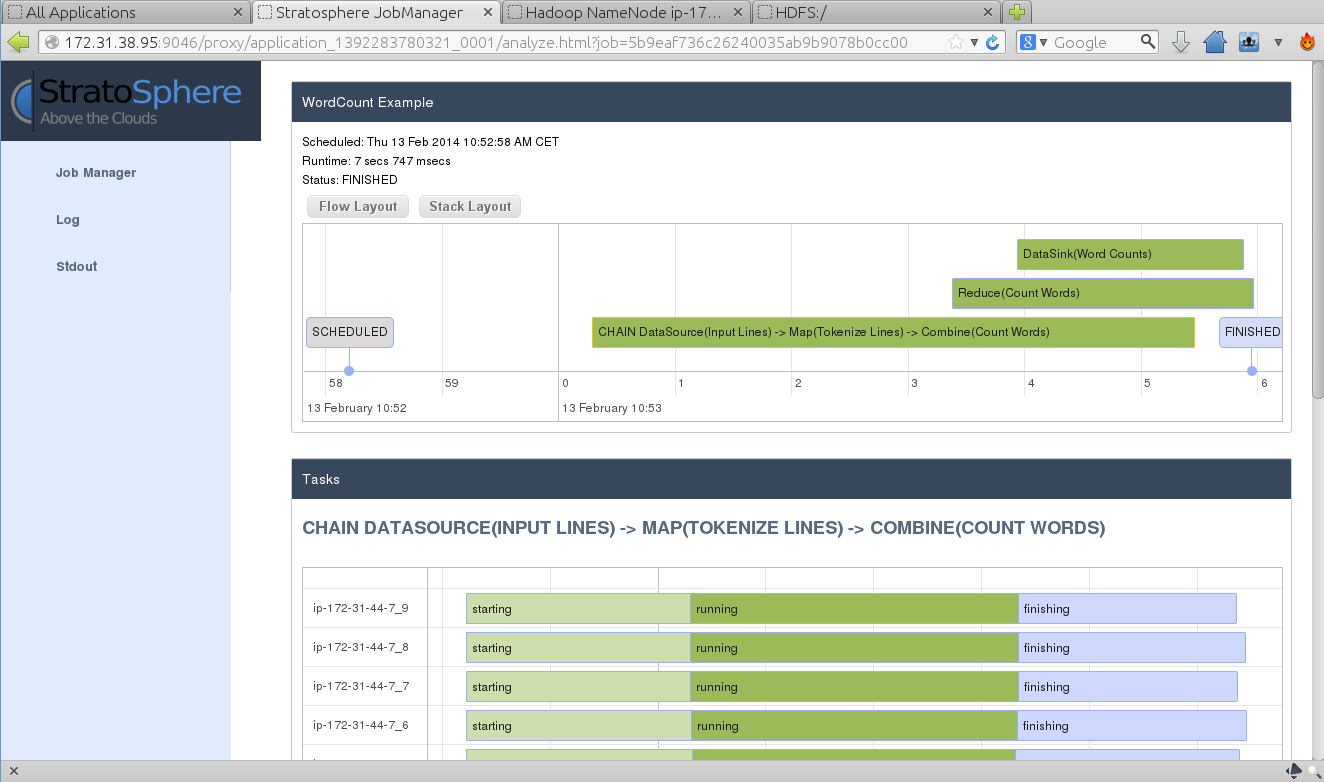 All Applications
Stratosphere JobManager
Hadoop NameNode ip-17...
HDFS:/
172.31.38.95:9046/proxy/application_1392283780321_0001/analyze.html?job=5b9eaf736c26240035ab9b9078b0cc00
8
Google
StratoSphere
Above the Clouds
Job Manager
Log
Stdout
WordCount Example
Scheduled: Thu 13 Feb 2014 10:52:58 AM CET
Runtime: 7 secs 747 msecs
Status: FINISHED
Flow Layout Stack Layout
DataSink(Word Counts)
Reduce(Count Words)
SCHEDULED
CHAIN DataSource(Input Lines) -> Map(Tokenize Lines) -> Combine(Count Words)
FINISHED
58 59 0 1 2 3 4 5 6
13 February 10:52 13 February 10:53
Tasks
CHAIN DATASOURCE(INPUT LINES) -> MAP(TOKENIZE LINES) -> COMBINE(COUNT WORDS)
ip-172-31-44-7_9 starting running finishing
ip-172-31-44-7_8 starting running finishing
ip-172-31-44-7_7 starting running finishing
ip-172-31-44-7_6 starting running finishing